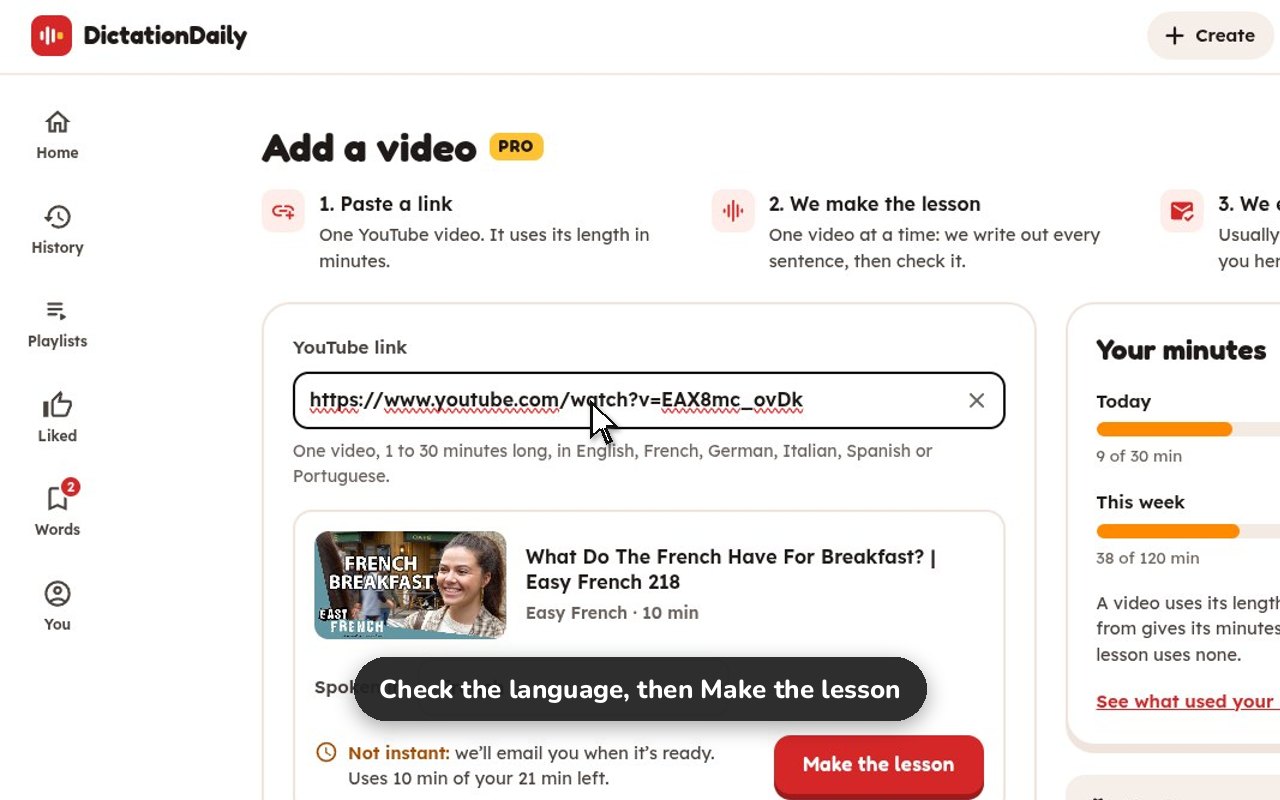 DictationDaily
Create
Home
History
Playlists
Liked
2
Words
You
Add a video PRO
1. Paste a link
One YouTube video. It uses its length in
minutes.
2. We make the lesson
One video at a time: we write out every
sentence, then check it.
3. We
Usually
you
YouTube link
https://www.youtube.com/watch?v=EAX8mc_ovDk
One video, 1 to 30 minutes long, in English, French, German, Italian, Spanish or
Portuguese.
FRENCH
BREAKFAST
EASY
FRENCH
What Do The French Have For Breakfast? |
Easy French 218
Easy French · 10 min
Check the language, then Make the lesson
Not instant: we’ll email you when it’s ready.
Uses 10 min of your 21 min left.
Make the lesson
Your minutes
Today
9 of 30 min
This week
38 of 120 min
A video uses its length
from gives its minutes
lesson uses none.
See what used your